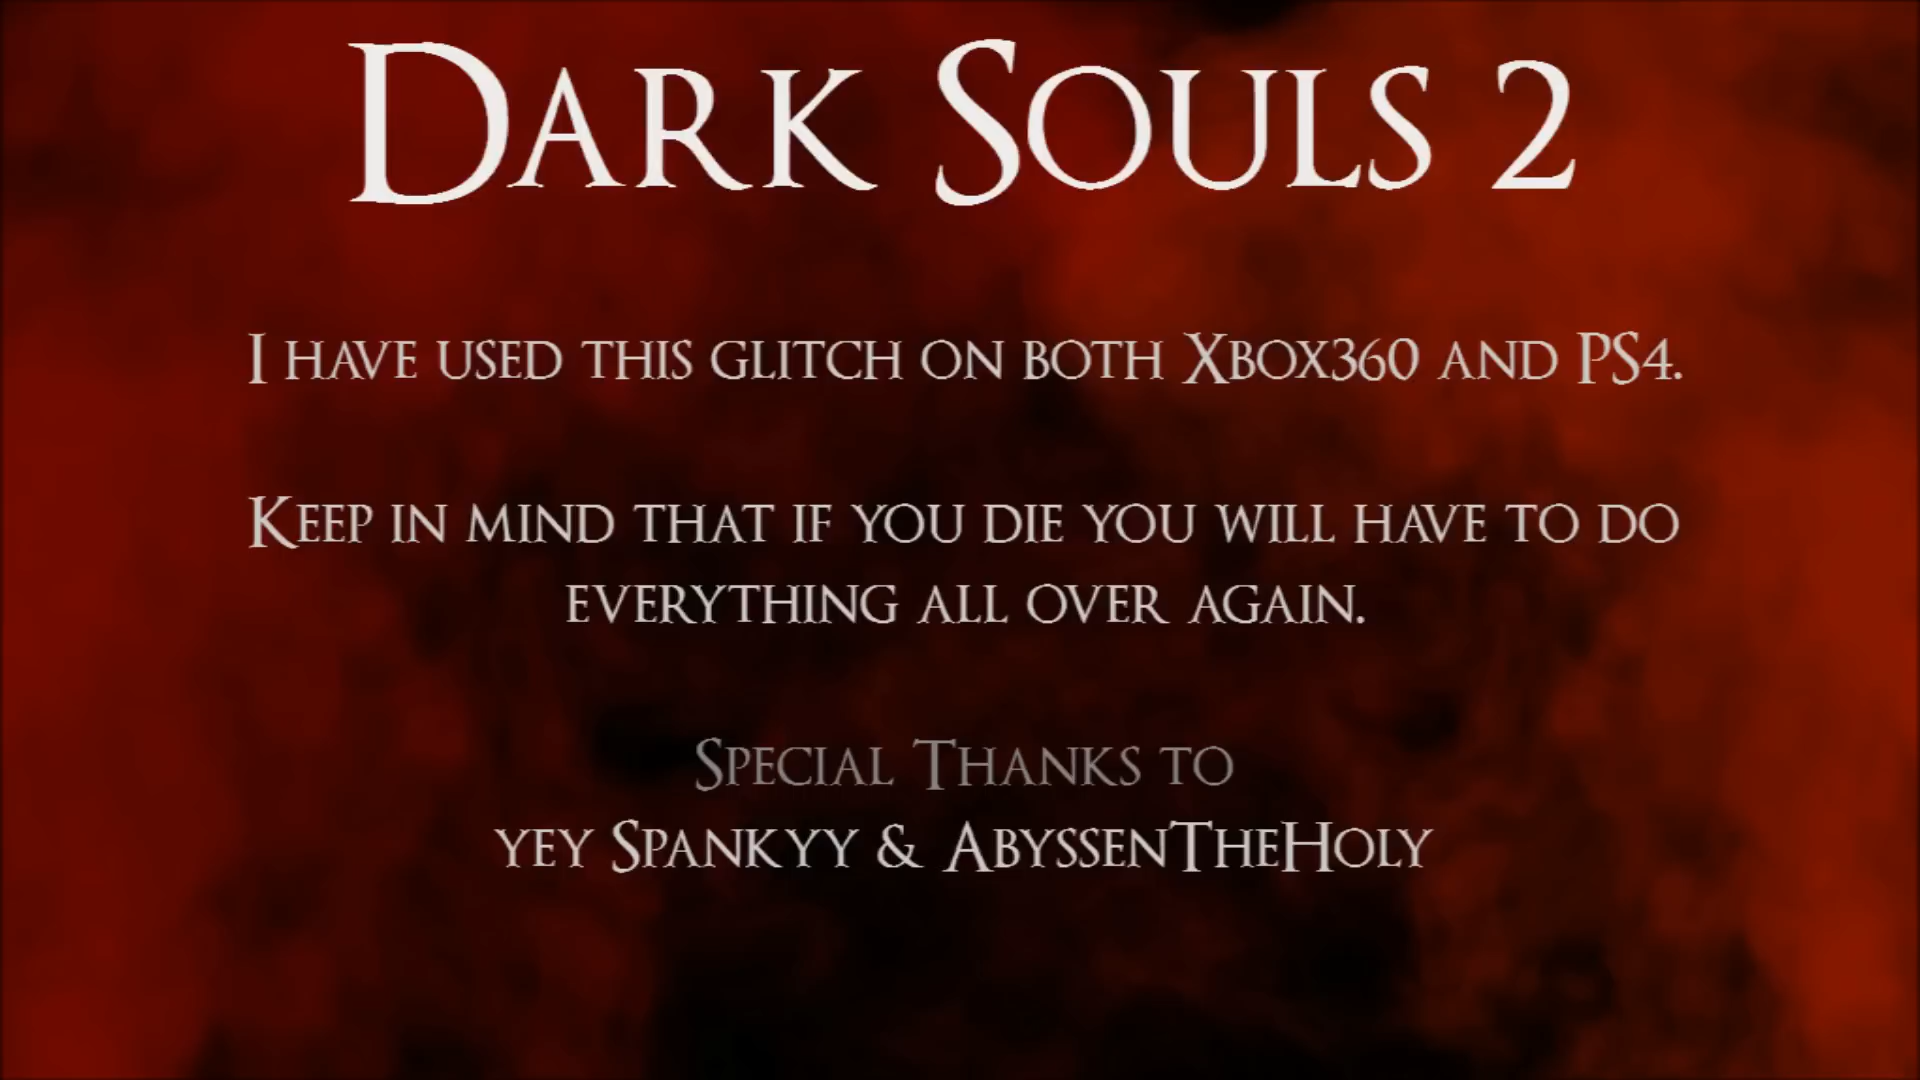 Dark Souls 2
I have used this glitch on both Xbox360 and PS4.
Keep in mind that if you die you will have to do
everything all over again.
Special Thanks to
yey Spankyy & AbyssenTheHoly